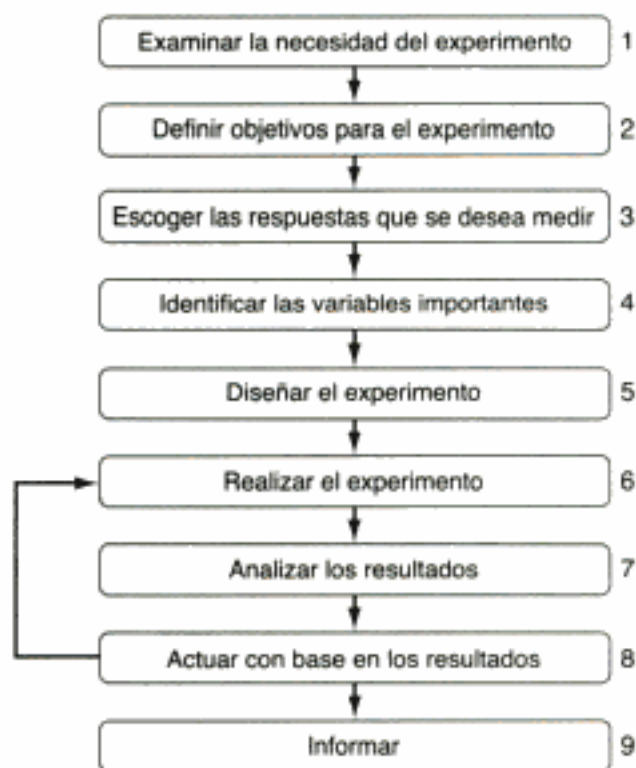 Examinar la necesidad del experimento 1
Definir objetivos para el experimento 2
Escoger las respuestas que se desea medir 3
Identificar las variables importantes 4
Diseñar el experimento 5
Realizar el experimento 6
Analizar los resultados 7
Actuar con base en los resultados 8
Informar 9